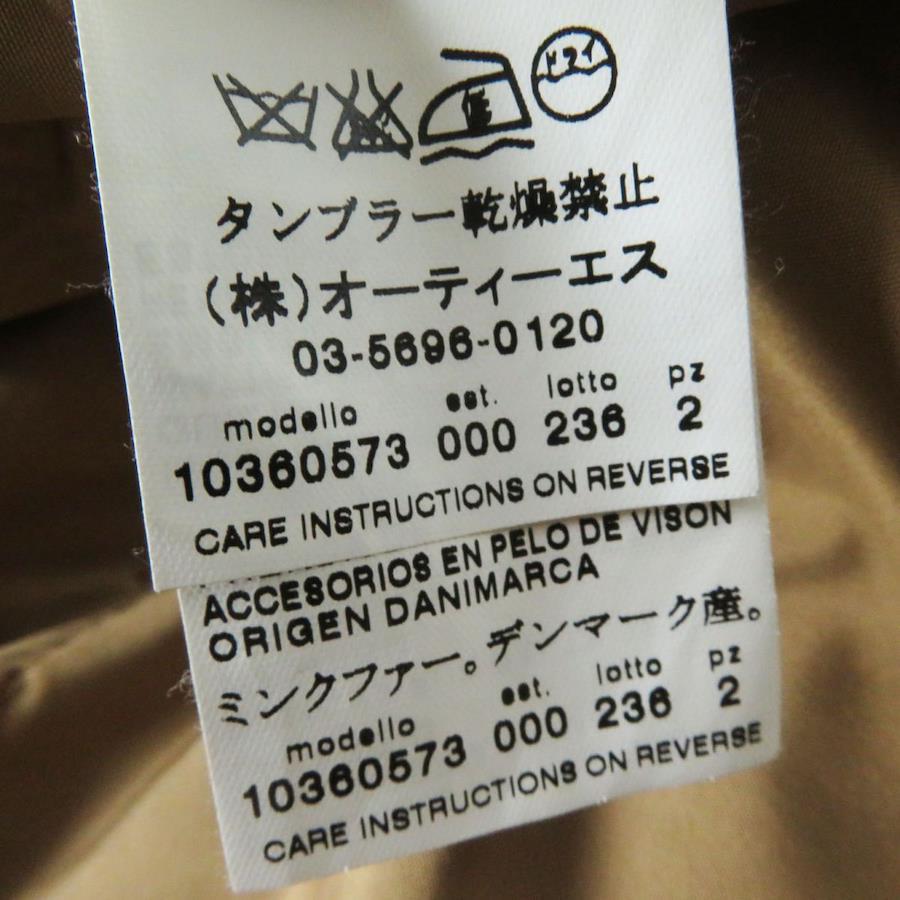 低 ドライ
タンブラー乾燥禁止
(株)オーティーエス
03-5696-0120
modello est. lotto pz
10360573 000 236 2
CARE INSTRUCTIONS ON REVERSE
ACCESORIOS EN PELO DE VISON
ORIGEN DANIMARCA
ミンクファー。デンマーク産。
modello est. lotto pz
10360573 000 236 2
CARE INSTRUCTIONS ON REVERSE